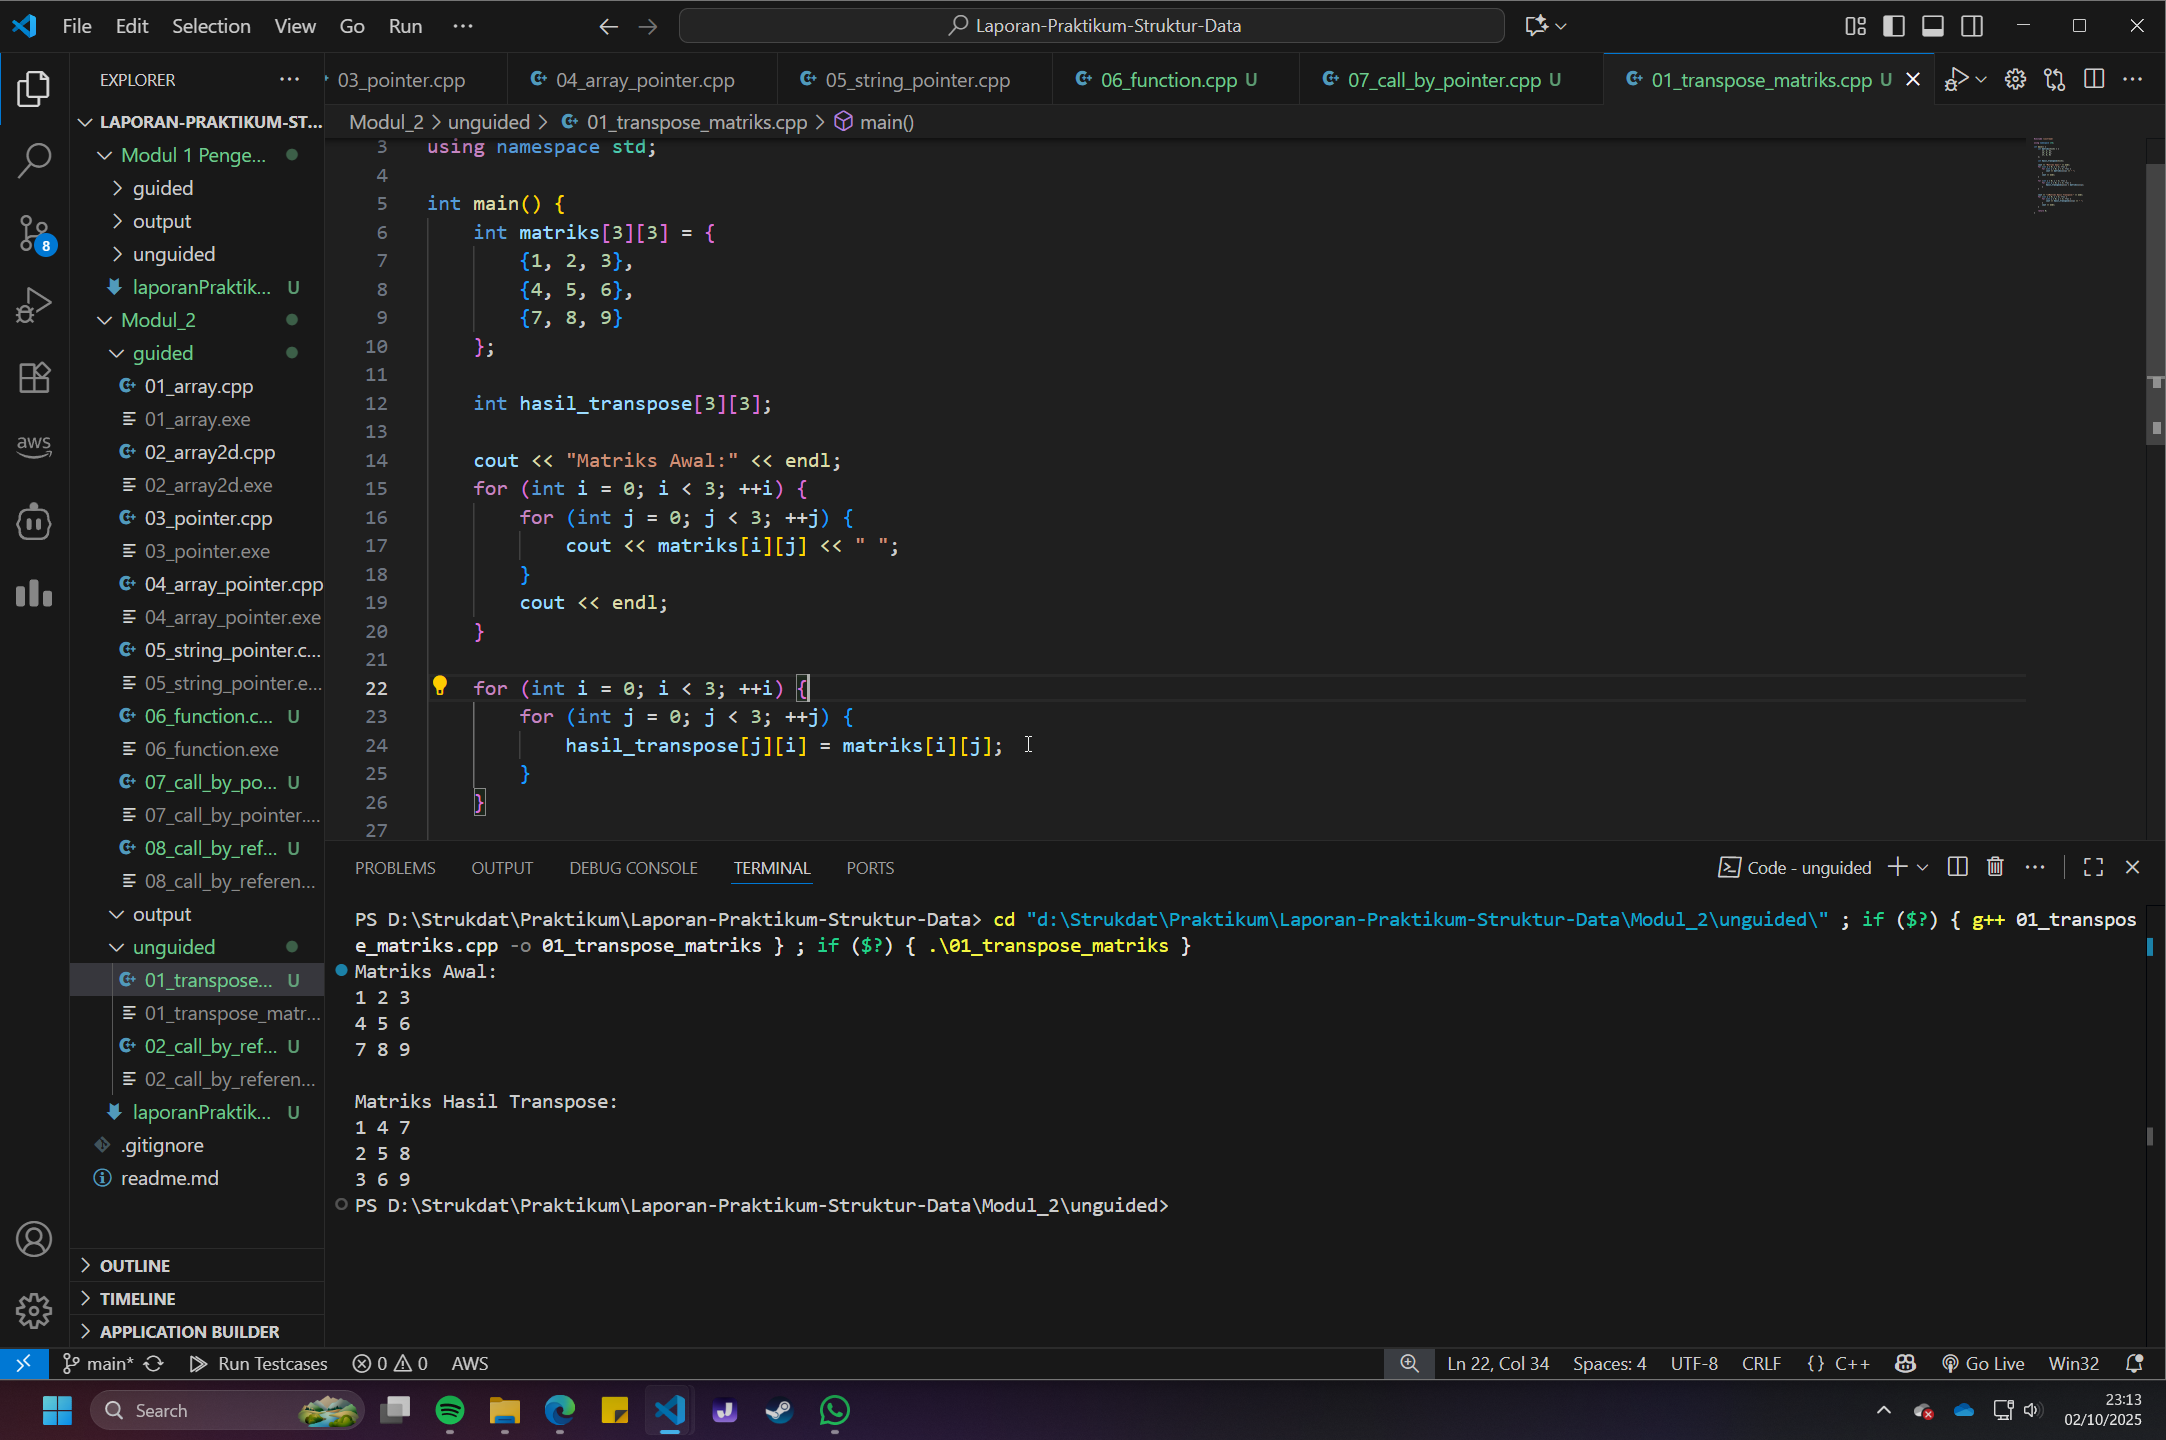 File Edit Selection View Go Run ···
Laporan-Praktikum-Struktur-Data
EXPLORER ···
03_pointer.cpp
04_array_pointer.cpp
05_string_pointer.cpp
06_function.cpp U
07_call_by_pointer.cpp U
01_transpose_matriks.cpp U
Modul_2 > unguided > 01_transpose_matriks.cpp > main()
LAPORAN-PRAKTIKUM-ST...
Modul 1 Penge...
guided
output
unguided
laporanPraktik... U
Modul_2
guided
01_array.cpp
01_array.exe
02_array2d.cpp
02_array2d.exe
03_pointer.cpp
03_pointer.exe
04_array_pointer.cpp
04_array_pointer.exe
05_string_pointer.c...
05_string_pointer.e...
06_function.c... U
06_function.exe
07_call_by_po... U
07_call_by_pointer....
08_call_by_ref... U
08_call_by_referen...
output
unguided
01_transpose... U
01_transpose_matr...
02_call_by_ref... U
02_call_by_referen...
laporanPraktik... U
.gitignore
readme.md
OUTLINE
TIMELINE
APPLICATION BUILDER
8
aws
3 using namespace std;
4
5 int main() {
6 int matriks[3][3] = {
7 {1, 2, 3},
8 {4, 5, 6},
9 {7, 8, 9}
10 };
11
12 int hasil_transpose[3][3];
13
14 cout << "Matriks Awal:" << endl;
15 for (int i = 0; i < 3; ++i) {
16 for (int j = 0; j < 3; ++j) {
17 cout << matriks[i][j] << " ";
18 }
19 cout << endl;
20 }
21
22 for (int i = 0; i < 3; ++i) {
23 for (int j = 0; j < 3; ++j) {
24 hasil_transpose[j][i] = matriks[i][j];
25 }
26 }
27
PROBLEMS OUTPUT DEBUG CONSOLE TERMINAL PORTS
Code - unguided
PS D:\Strukdat\Praktikum\Laporan-Praktikum-Struktur-Data> cd "d:\Strukdat\Praktikum\Laporan-Praktikum-Struktur-Data\Modul_2\unguided\" ; if ($?) { g++ 01_transpos
e_matriks.cpp -o 01_transpose_matriks } ; if ($?) { .\01_transpose_matriks }
Matriks Awal:
1 2 3
4 5 6
7 8 9
Matriks Hasil Transpose:
1 4 7
2 5 8
3 6 9
PS D:\Strukdat\Praktikum\Laporan-Praktikum-Struktur-Data\Modul_2\unguided>
main* Run Testcases 0 0 AWS
Ln 22, Col 34 Spaces: 4 UTF-8 CRLF {} C++ Go Live Win32
Search
23:13
02/10/2025